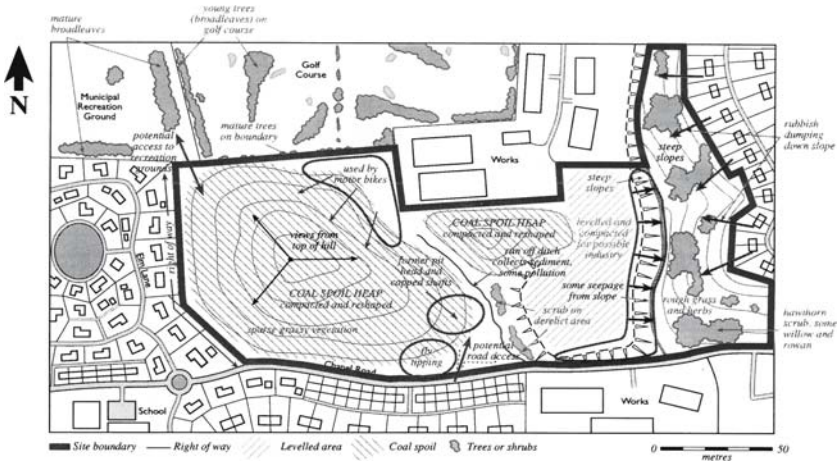 mature
broadleaves
young trees
(broadleaves) on
golf course
N
Golf
Course
Municipal
Recreation
Ground
mature trees
on boundary
potential
access to
recreation
grounds
Works
used by
motor bikes
steep
slopes
steep
slopes
rubbish
dumping
down slope
views from
top of hill
COAL SPOIL HEAP
compacted and reshaped
COAL SPOIL HEAP
compacted and reshaped
run off ditch
collects sediment,
some pollution
levelled and
compacted
for possible
industry
former pit
head and
capped shafts
some seepage
from slope
right of way
Elm Lane
sparse grassy vegetation
scrub on
derelict area
rough grass
and herbs
hawthorn
scrub, some
willow and
rowan
fly-
tipping
potential
road access
Chapel Road
School
Works
Site boundary
Right of way
Levelled area
Coal spoil
Trees or shrubs
0
50
metres